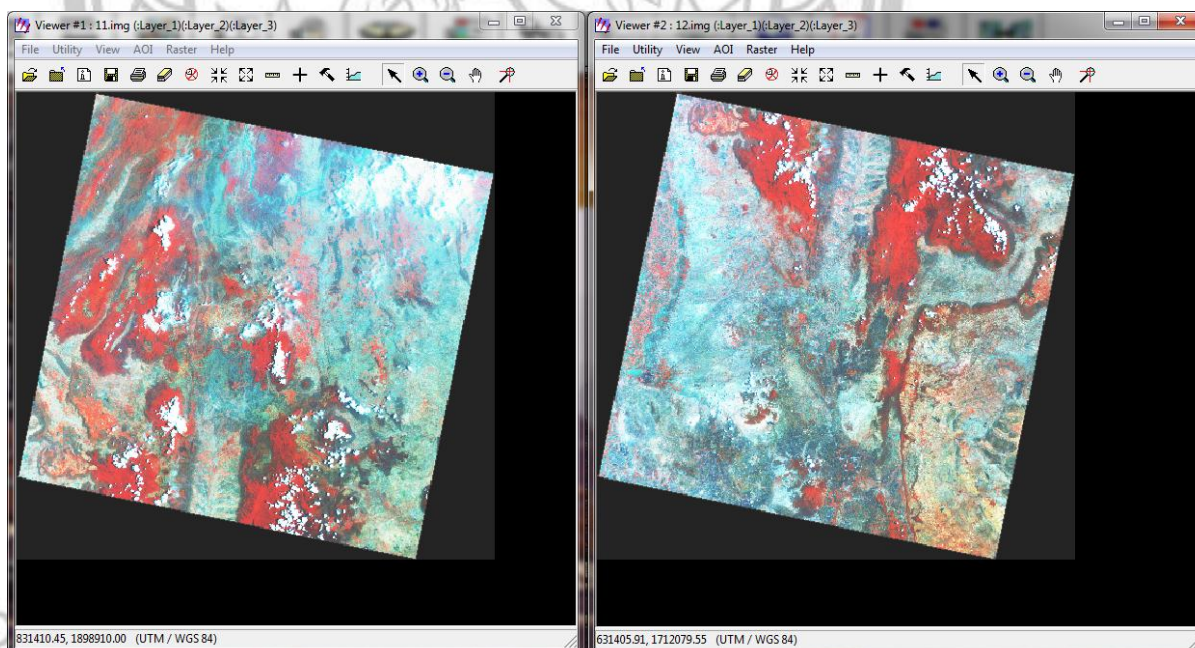 Viewer #1 : 11.img (:Layer_1)(:Layer_2)(:Layer_3)
File Utility View AOI Raster Help
831410.45, 1898910.00 (UTM / WGS 84)
Viewer #2 : 12.img (:Layer_1)(:Layer_2)(:Layer_3)
File Utility View AOI Raster Help
631405.91, 1712079.55 (UTM / WGS 84)